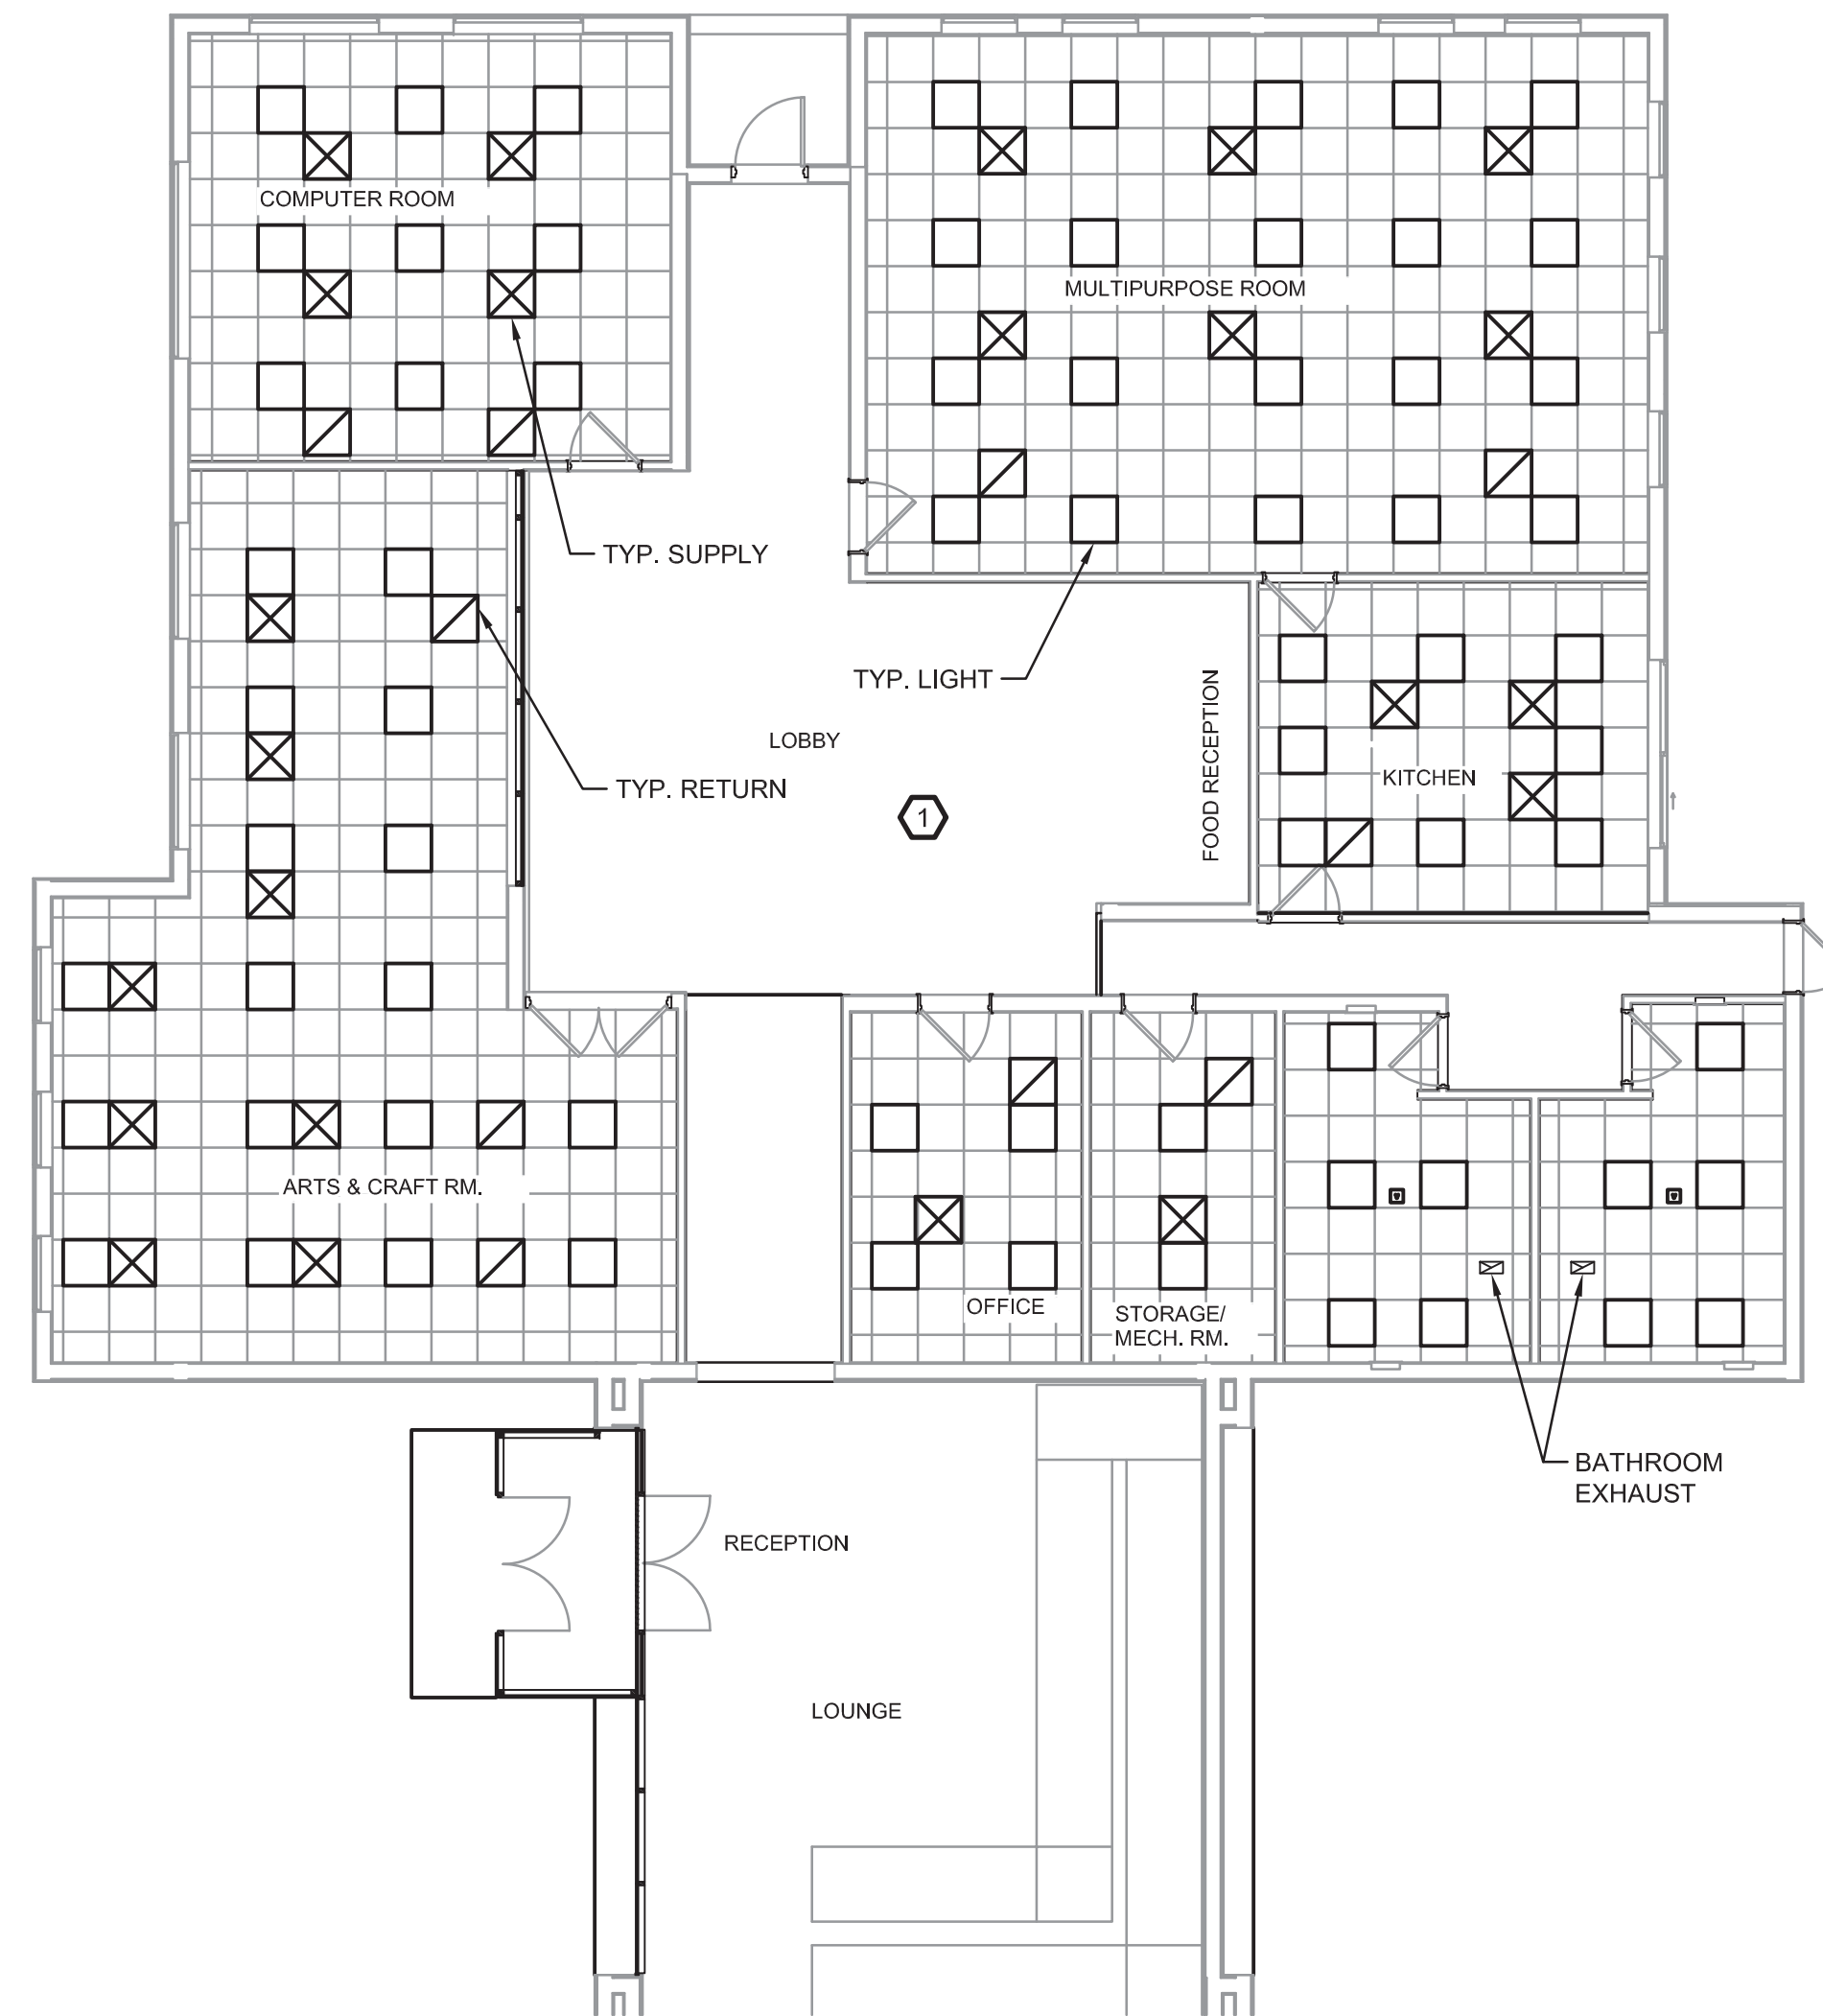 COMPUTER ROOM
MULTIPURPOSE ROOM
TYP. SUPPLY
TYP. LIGHT
FOOD RECEPTION
LOBBY
KITCHEN
TYP. RETURN
1
ARTS & CRAFT RM.
OFFICE
STORAGE/
MECH. RM.
BATHROOM
EXHAUST
RECEPTION
LOUNGE